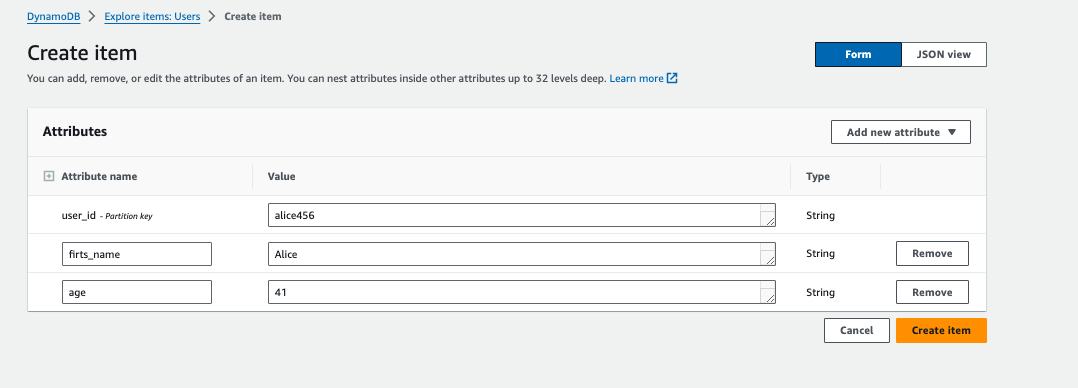 DynamoDB > Explore items: Users > Create item
Create item
Form JSON view
You can add, remove, or edit the attributes of an item. You can nest attributes inside other attributes up to 32 levels deep. Learn more
Attributes
Add new attribute
Attribute name Value Type
user_id - Partition key alice456 String
firts_name Alice String Remove
age 41 String Remove
Cancel Create item